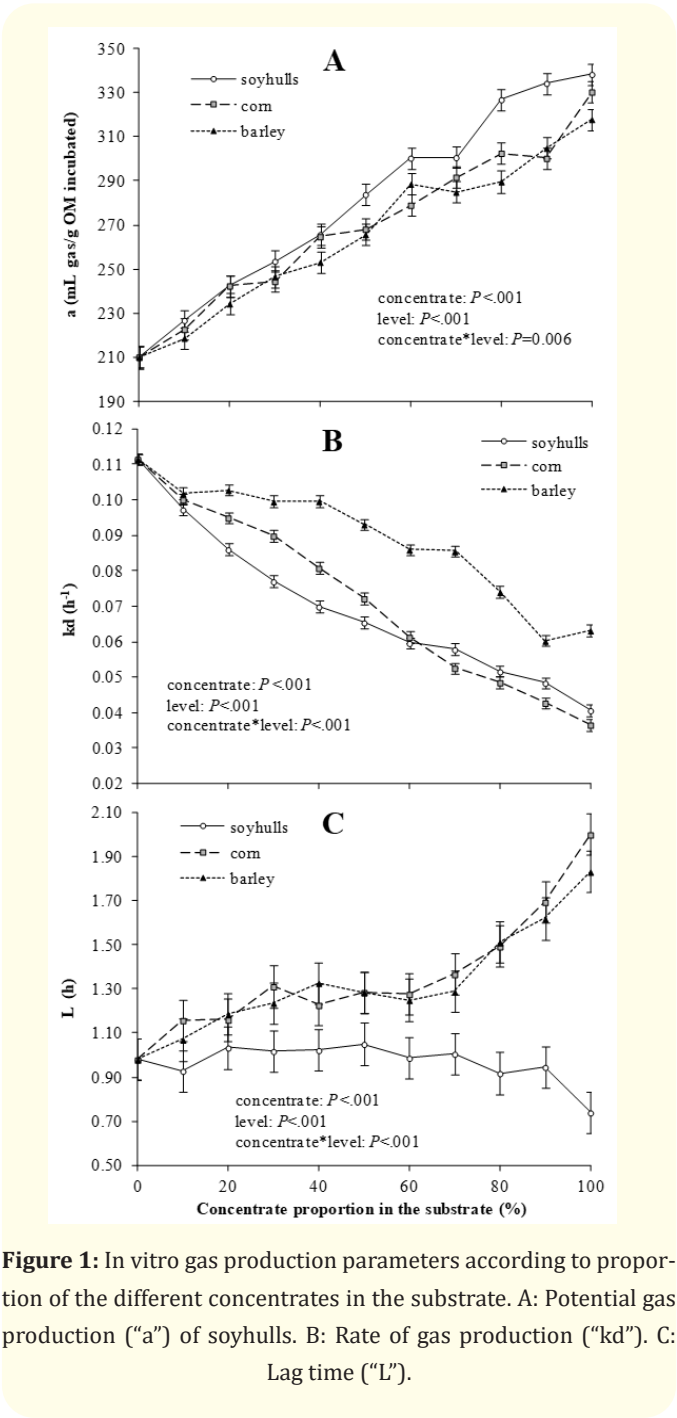 A
soyhulls
corn
barley
a (mL gas/g OM incubated)
350
330
310
290
270
250
230
210
190
concentrate: P<.001
level: P<.001
concentrate*level: P=0.006
B
soyhulls
corn
barley
kd (h-1)
0.12
0.11
0.10
0.09
0.08
0.07
0.06
0.05
0.04
0.03
0.02
concentrate: P<.001
level: P<.001
concentrate*level: P<.001
C
soyhulls
corn
barley
L (h)
2.10
1.90
1.70
1.50
1.30
1.10
0.90
0.70
0.50
concentrate: P<.001
level: P<.001
concentrate*level: P<.001
0 20 40 60 80 100
Concentrate proportion in the substrate (%)
Figure 1: In vitro gas production parameters according to propor-
tion of the different concentrates in the substrate. A: Potential gas
production (“a”) of soyhulls. B: Rate of gas production (“kd”). C:
Lag time (“L”).